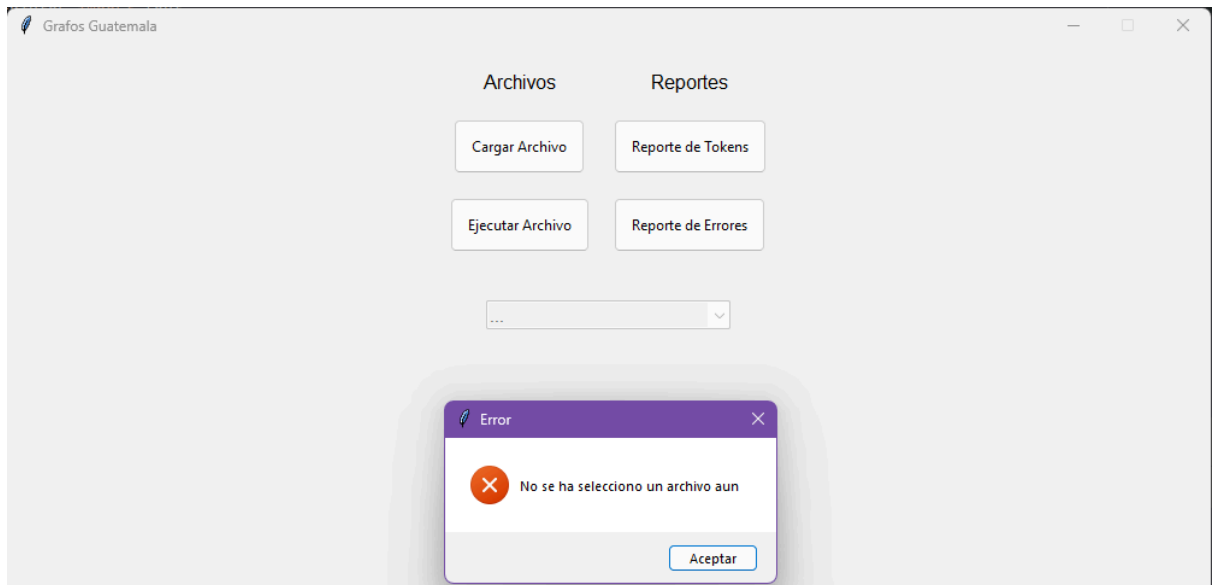 Grafos Guatemala
Archivos Reportes
Cargar Archivo Reporte de Tokens
Ejecutar Archivo Reporte de Errores
...
Error
No se ha selecciono un archivo aun
Aceptar